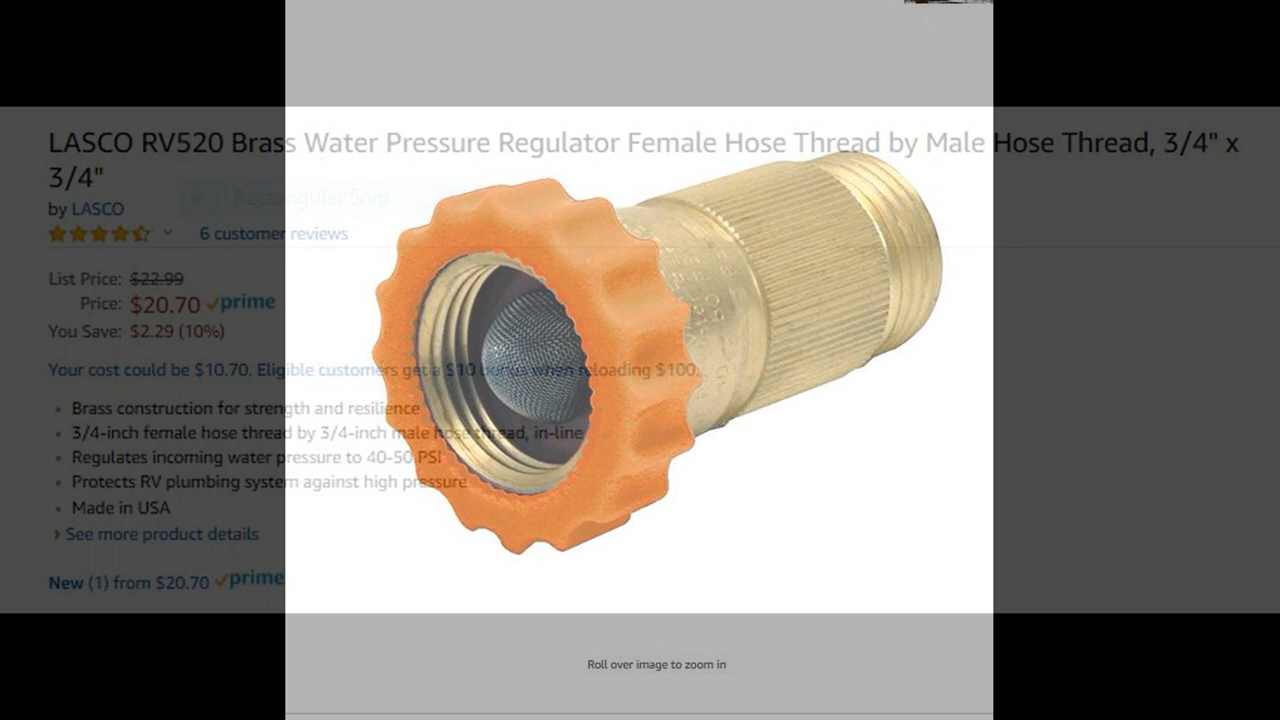 LASCO RV520 Brass Water Pressure Regulator Female Hose Thread by Male Hose Thread, 3/4" x
3/4"
by LASCO
Rectangular Snip
6 customer reviews
List Price: $22.99
Price: $20.70 prime
You Save: $2.29 (10%)
Your cost could be $10.70. Eligible customers get a $10 bonus when reloading $100.
Brass construction for strength and resilience
3/4-inch female hose thread by 3/4-inch male hose thread, in-line
Regulates incoming water pressure to 40-50 PSI
Protects RV plumbing system against high pressure
Made in USA
See more product details
New (1) from $20.70 prime
Roll over image to zoom in